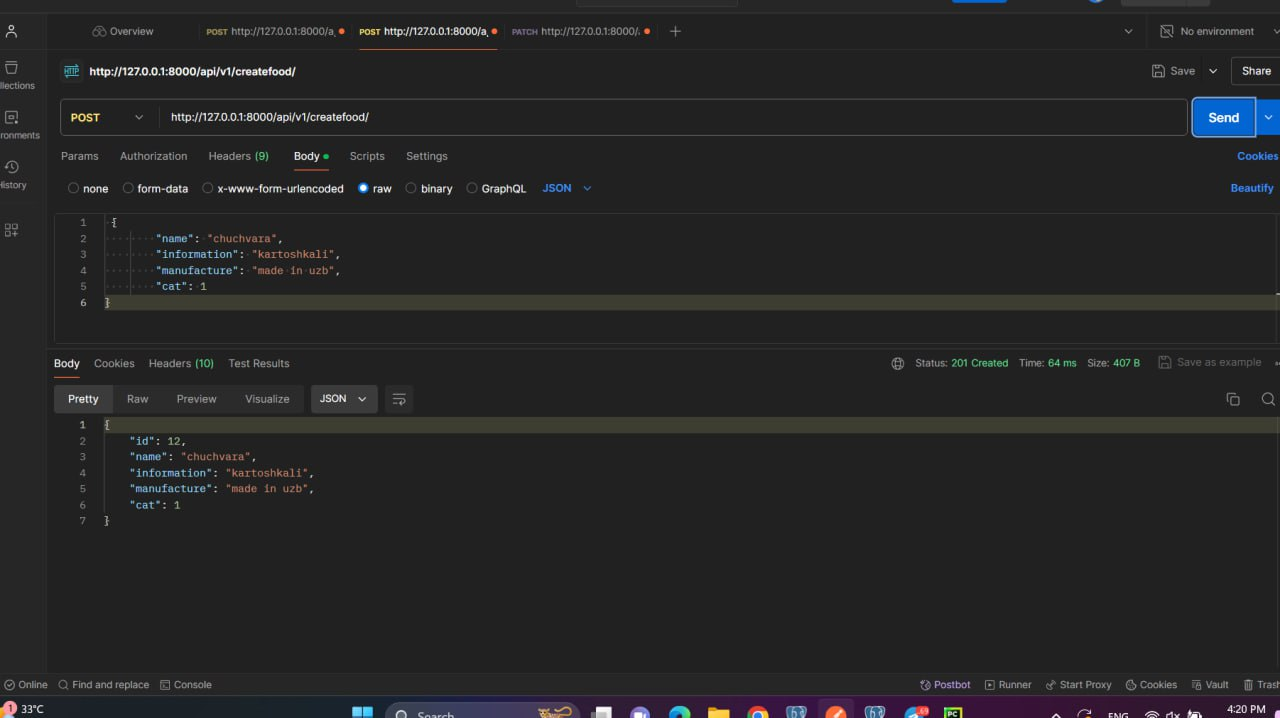 Overview POST http://127.0.0.1:8000/a POST http://127.0.0.1:8000/a PATCH http://127.0.0.1:8000/ No environment
HTTP http://127.0.0.1:8000/api/v1/createfood/ Save Share
llections
POST http://127.0.0.1:8000/api/v1/createfood/ Send
ronments
Params Authorization Headers (9) Body Scripts Settings Cookies
History
none form-data x-www-form-urlencoded raw binary GraphQL JSON Beautify
1 {
2 "name": "chuchvara",
3 "information": "kartoshkali",
4 "manufacture": "made in uzb",
5 "cat": 1
6 }
Body Cookies Headers (10) Test Results Status: 201 Created Time: 64 ms Size: 407 B Save as example
Pretty Raw Preview Visualize JSON
1 {
2 "id": 12,
3 "name": "chuchvara",
4 "information": "kartoshkali",
5 "manufacture": "made in uzb",
6 "cat": 1
7 }
Online Find and replace Console Postbot Runner Start Proxy Cookies Vault Trash
1 33°C Search 69 PC ENG 4:20 PM